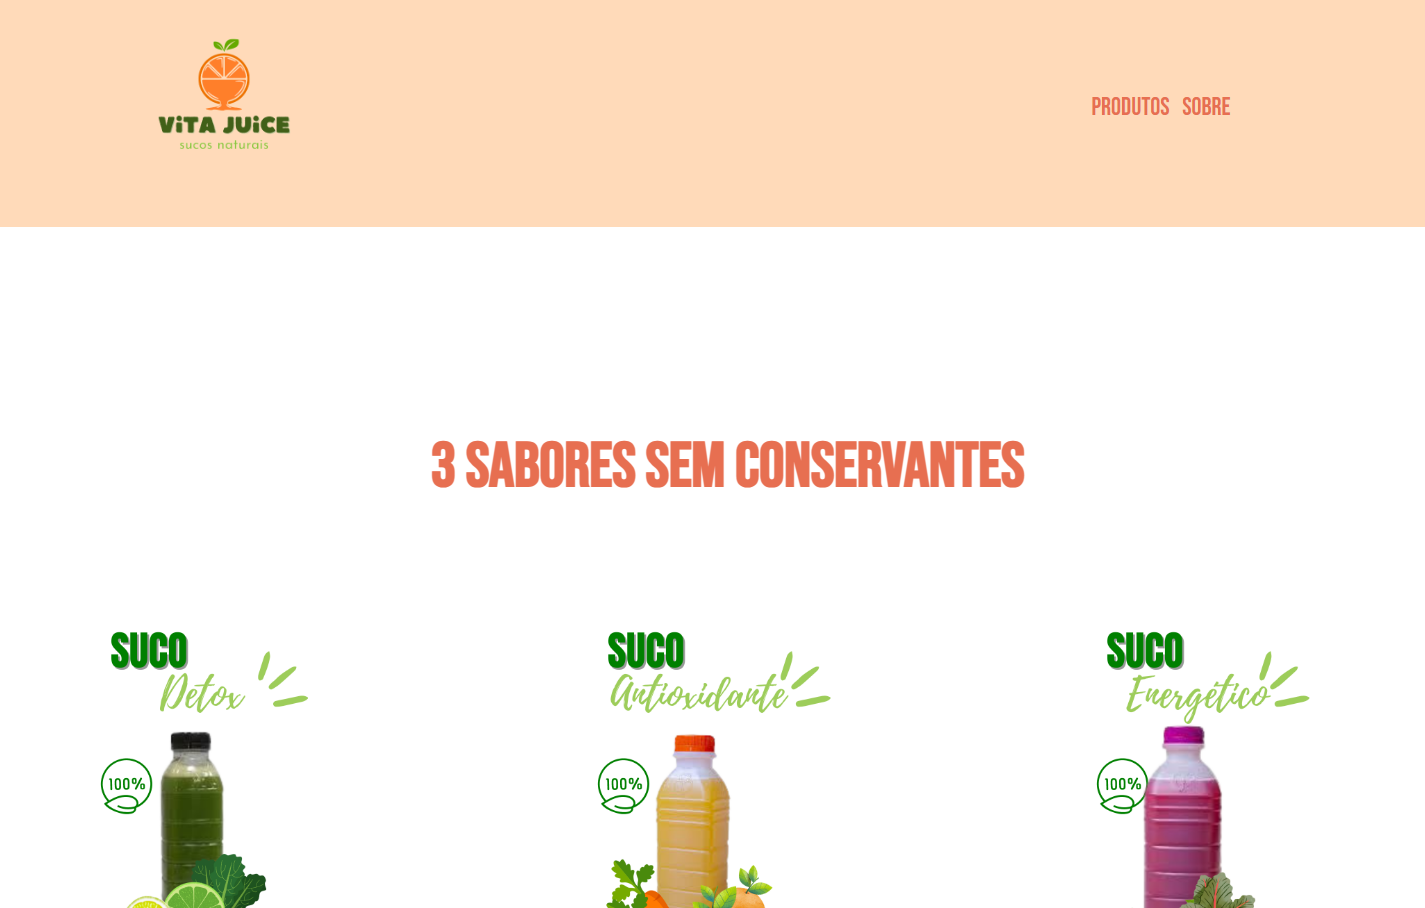 ViTA JUiCE
sucos naturais
PRODUTOS SOBRE
3 SABORES SEM CONSERVANTES
SUCO
Detox
100%
SUCO
Antioxidante
100%
SUCO
Energético
100%